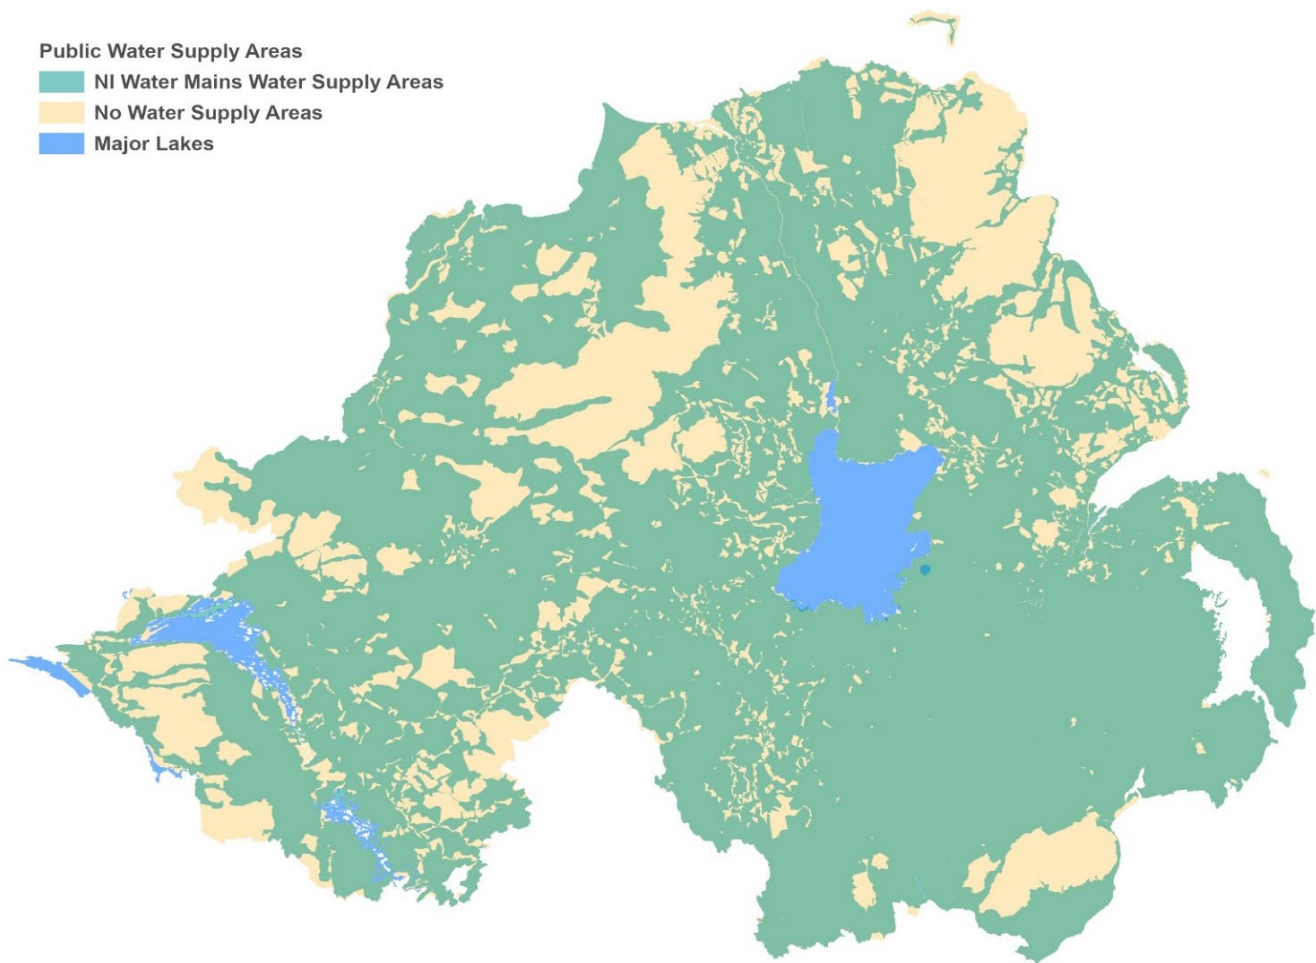 Public Water Supply Areas
NI Water Mains Water Supply Areas
No Water Supply Areas
Major Lakes